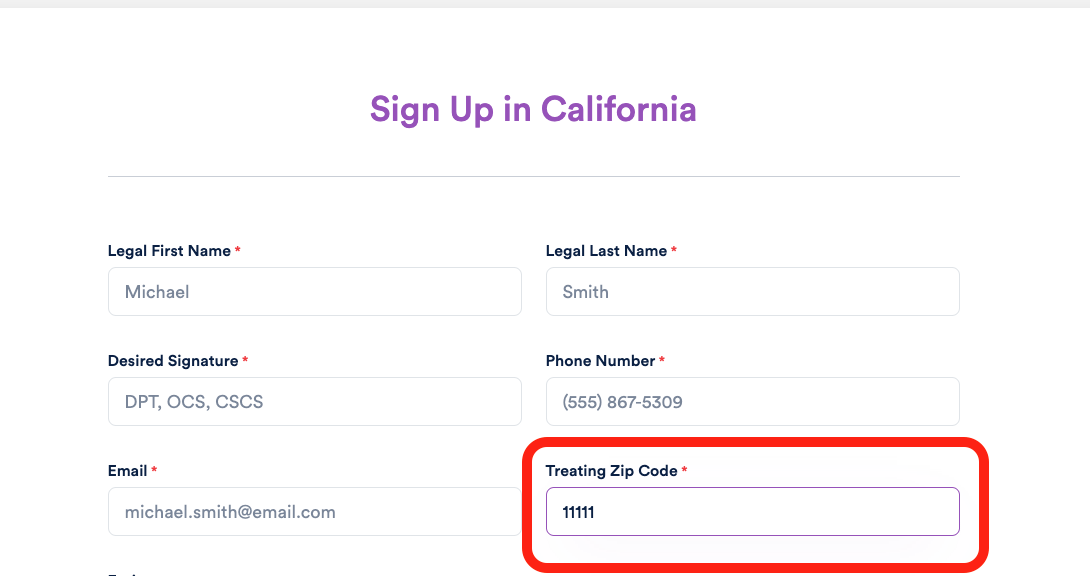 Sign Up in California
Legal First Name *
Legal Last Name *
Michael
Smith
Desired Signature *
Phone Number *
DPT, OCS, CSCS
(555) 867-5309
Email *
Treating Zip Code *
michael.smith@email.com
11111